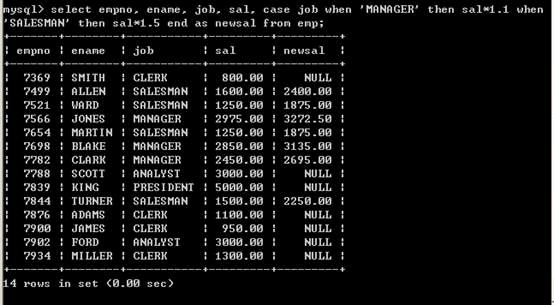 mysql> select empno, ename, job, sal, case job when 'MANAGER' then sal*1.1 when
'SALESMAN' then sal*1.5 end as newsal from emp;
+-------+--------+-----------+---------+---------+
| empno | ename  | job       | sal     | newsal  |
+-------+--------+-----------+---------+---------+
|  7369 | SMITH  | CLERK     |  800.00 |    NULL |
|  7499 | ALLEN  | SALESMAN  | 1600.00 | 2400.00 |
|  7521 | WARD   | SALESMAN  | 1250.00 | 1875.00 |
|  7566 | JONES  | MANAGER   | 2975.00 | 3272.50 |
|  7654 | MARTIN | SALESMAN  | 1250.00 | 1875.00 |
|  7698 | BLAKE  | MANAGER   | 2850.00 | 3135.00 |
|  7782 | CLARK  | MANAGER   | 2450.00 | 2695.00 |
|  7788 | SCOTT  | ANALYST   | 3000.00 |    NULL |
|  7839 | KING   | PRESIDENT | 5000.00 |    NULL |
|  7844 | TURNER | SALESMAN  | 1500.00 | 2250.00 |
|  7876 | ADAMS  | CLERK     | 1100.00 |    NULL |
|  7900 | JAMES  | CLERK     |  950.00 |    NULL |
|  7902 | FORD   | ANALYST   | 3000.00 |    NULL |
|  7934 | MILLER | CLERK     | 1300.00 |    NULL |
+-------+--------+-----------+---------+---------+
14 rows in set (0.00 sec)